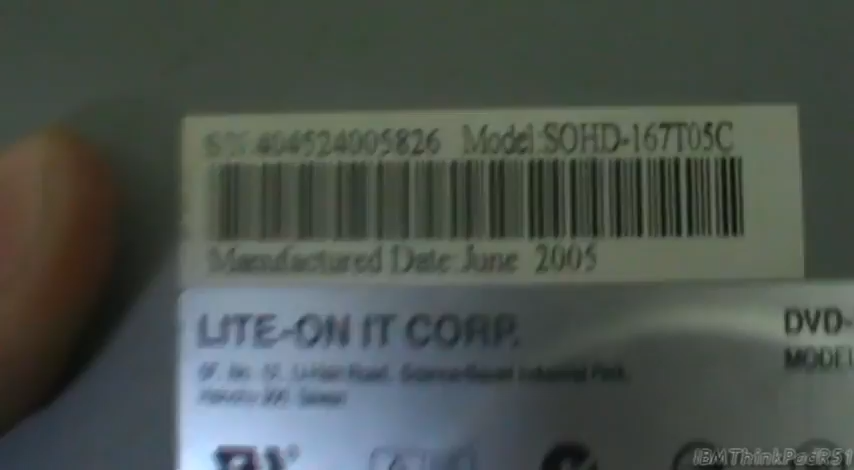 S/N:404524005826 Model:SOHD-167T05C
Manufactured Date:June 2005
LITE-ON IT CORP.
DVD-
MODEL
IBMThinkPadR51